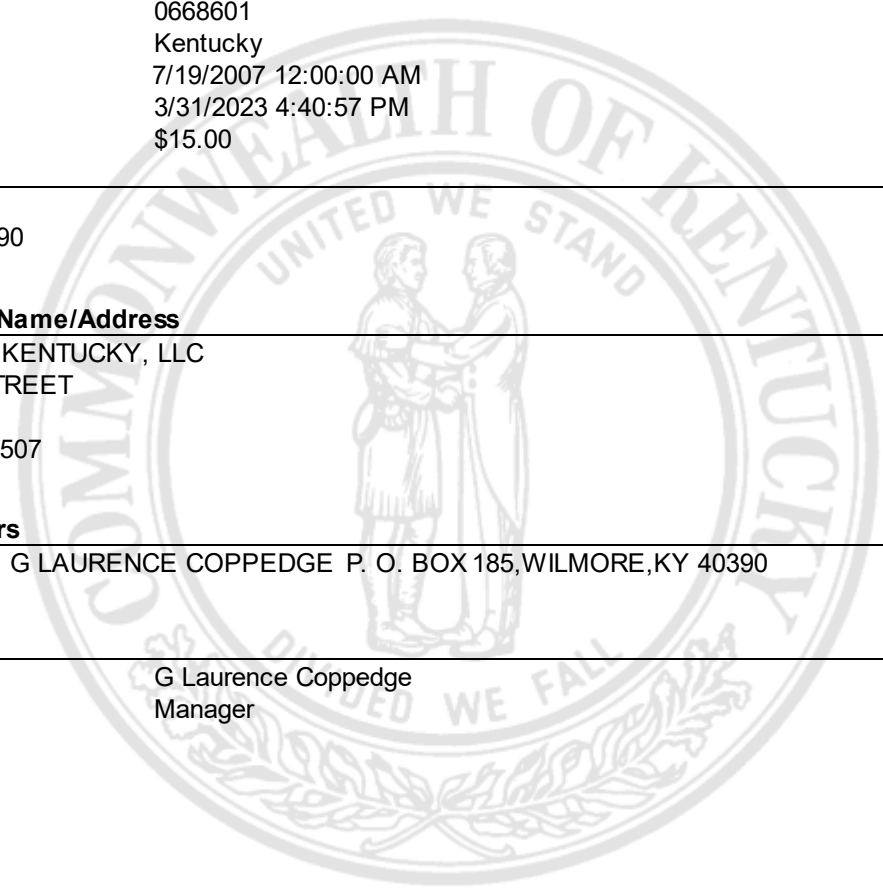 0668601
Kentucky
7/19/2007 12:00:00 AM
3/31/2023 4:40:57 PM
$15.00
90
Name/Address
KENTUCKY, LLC
TREET
507
rs
G LAURENCE COPPEDGE P. O. BOX 185,WILMORE,KY 40390
G Laurence Coppedge
Manager
COMMONWEALTH OF KENTUCKY
UNITED WE STAND
DIVIDED WE FALL